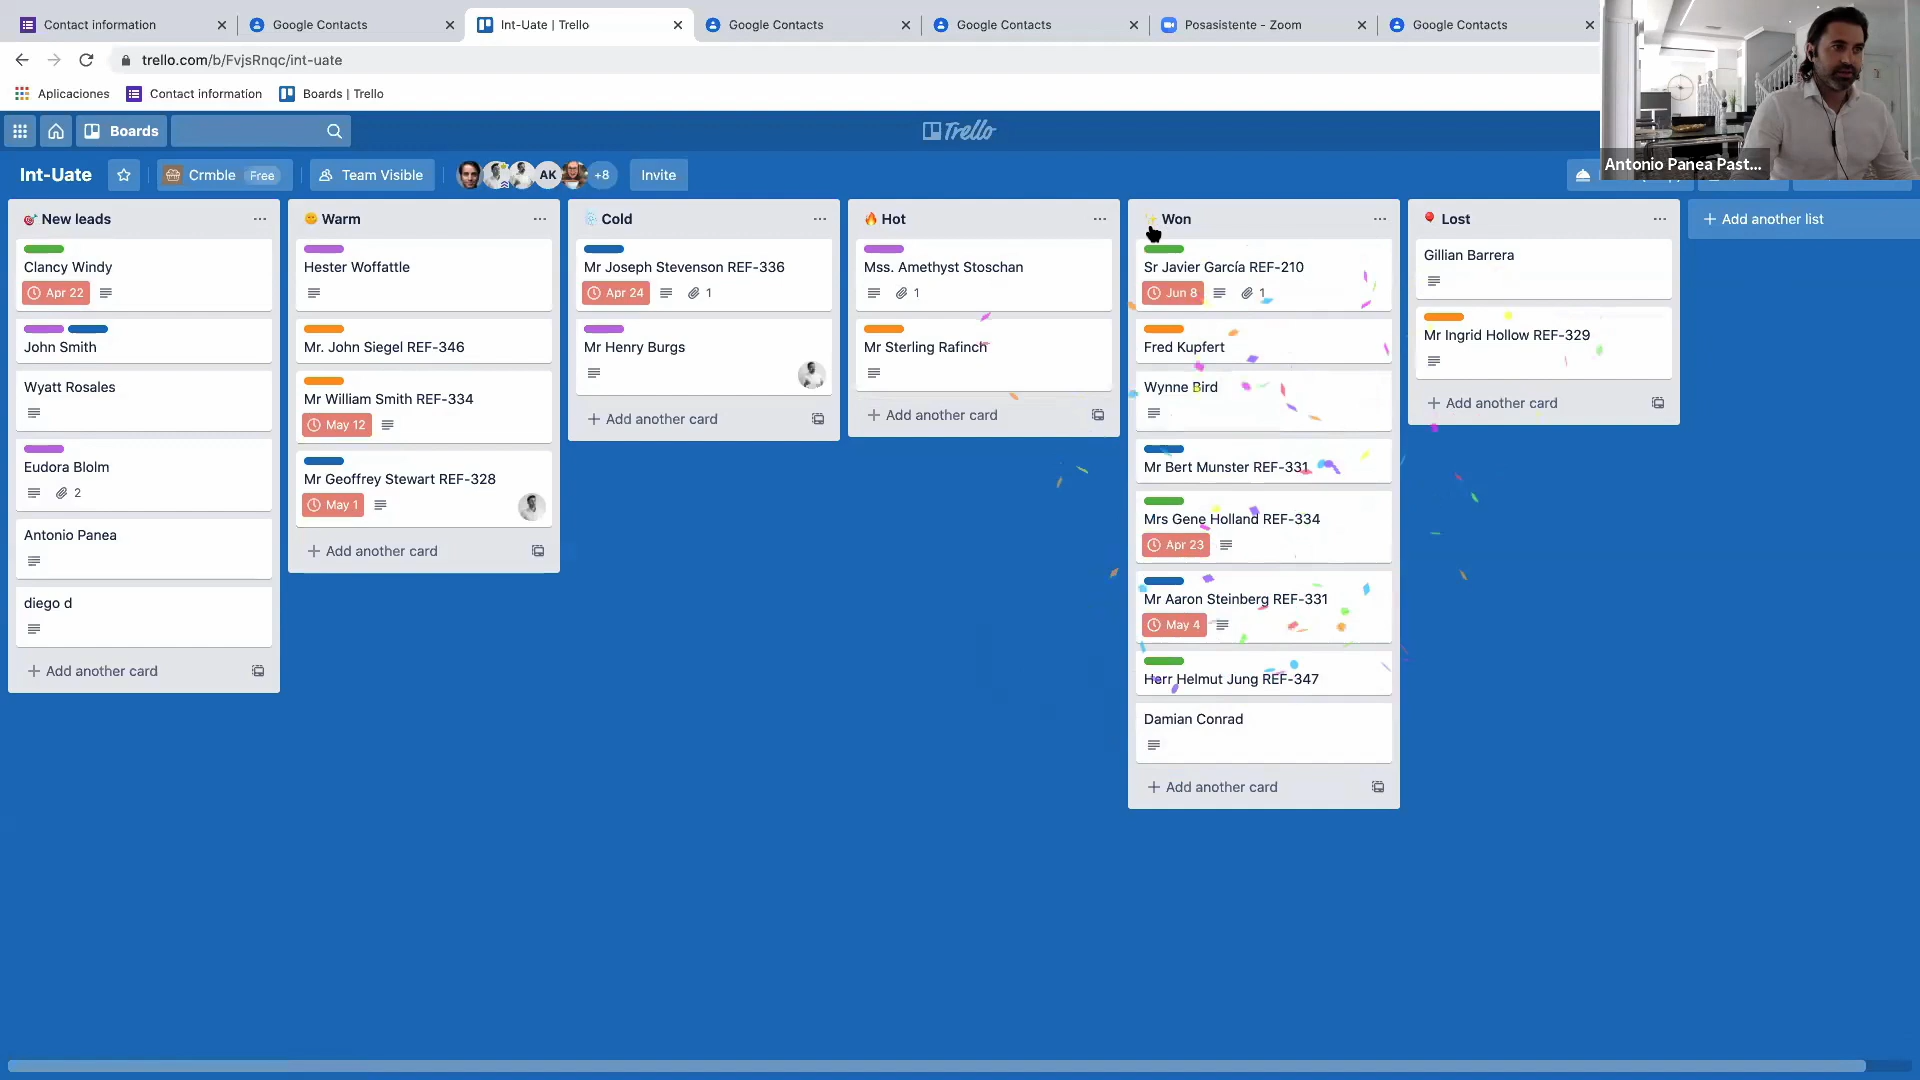 Contact information
Google Contacts
Int-Uate | Trello
Google Contacts
Google Contacts
Posasistente - Zoom
Google Contacts
trello.com/b/FvjsRnqc/int-uate
Aplicaciones
Contact information
Boards | Trello
Boards
Trello
Int-Uate
Crmble Free
Team Visible
AK
+8
Invite
Antonio Panea Past...
New leads
Clancy Windy
Apr 22
John Smith
Wyatt Rosales
Eudora Blolm
2
Antonio Panea
diego d
+ Add another card
Warm
Hester Woffattle
Mr. John Siegel REF-346
Mr William Smith REF-334
May 12
Mr Geoffrey Stewart REF-328
May 1
+ Add another card
Cold
Mr Joseph Stevenson REF-336
Apr 24
1
Mr Henry Burgs
+ Add another card
Hot
Mss. Amethyst Stoschan
1
Mr Sterling Rafinch
+ Add another card
Won
Sr Javier García REF-210
Jun 8
1
Fred Kupfert
Wynne Bird
Mr Bert Munster REF-331
Mrs Gene Holland REF-334
Apr 23
Mr Aaron Steinberg REF-331
May 4
Herr Helmut Jung REF-347
Damian Conrad
+ Add another card
Lost
Gillian Barrera
Mr Ingrid Hollow REF-329
+ Add another card
+ Add another list